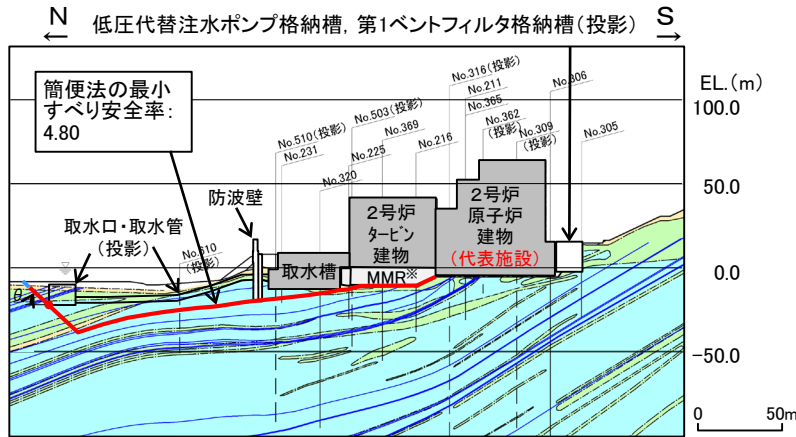 N 低圧代替注水ポンプ格納槽, 第1ベントフィルタ格納槽(投影) S
EL.(m)
簡便法の最小
すべり安全率:
4.80
No.316(投影)
No.211
No.365
No.362
(投影)
No.309
(投影)
No.306
No.305
No.503(投影)
No.369
No.216
No.225
No.510(投影)
No.231
No.320
No.610
100.0
50.0
0.0
-50.0
防波壁
取水口・取水管
(投影)
取水槽
2号炉
タービン
建物
MMR※
2号炉
原子炉
建物
(代表施設)
θ
0 50m